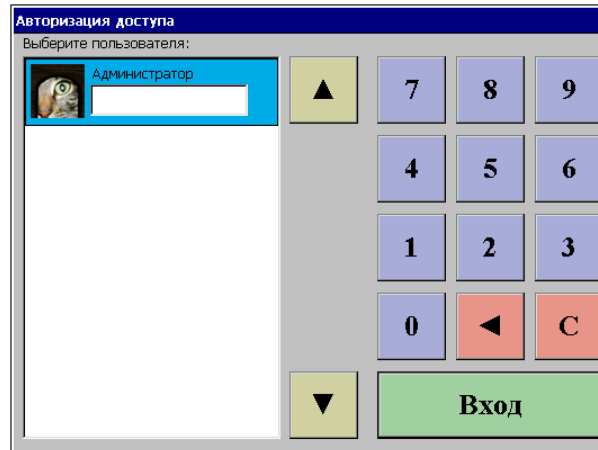 Авторизация доступа
Выберите пользователя:
Администратор
7 8 9
4 5 6
1 2 3
0 C
Вход